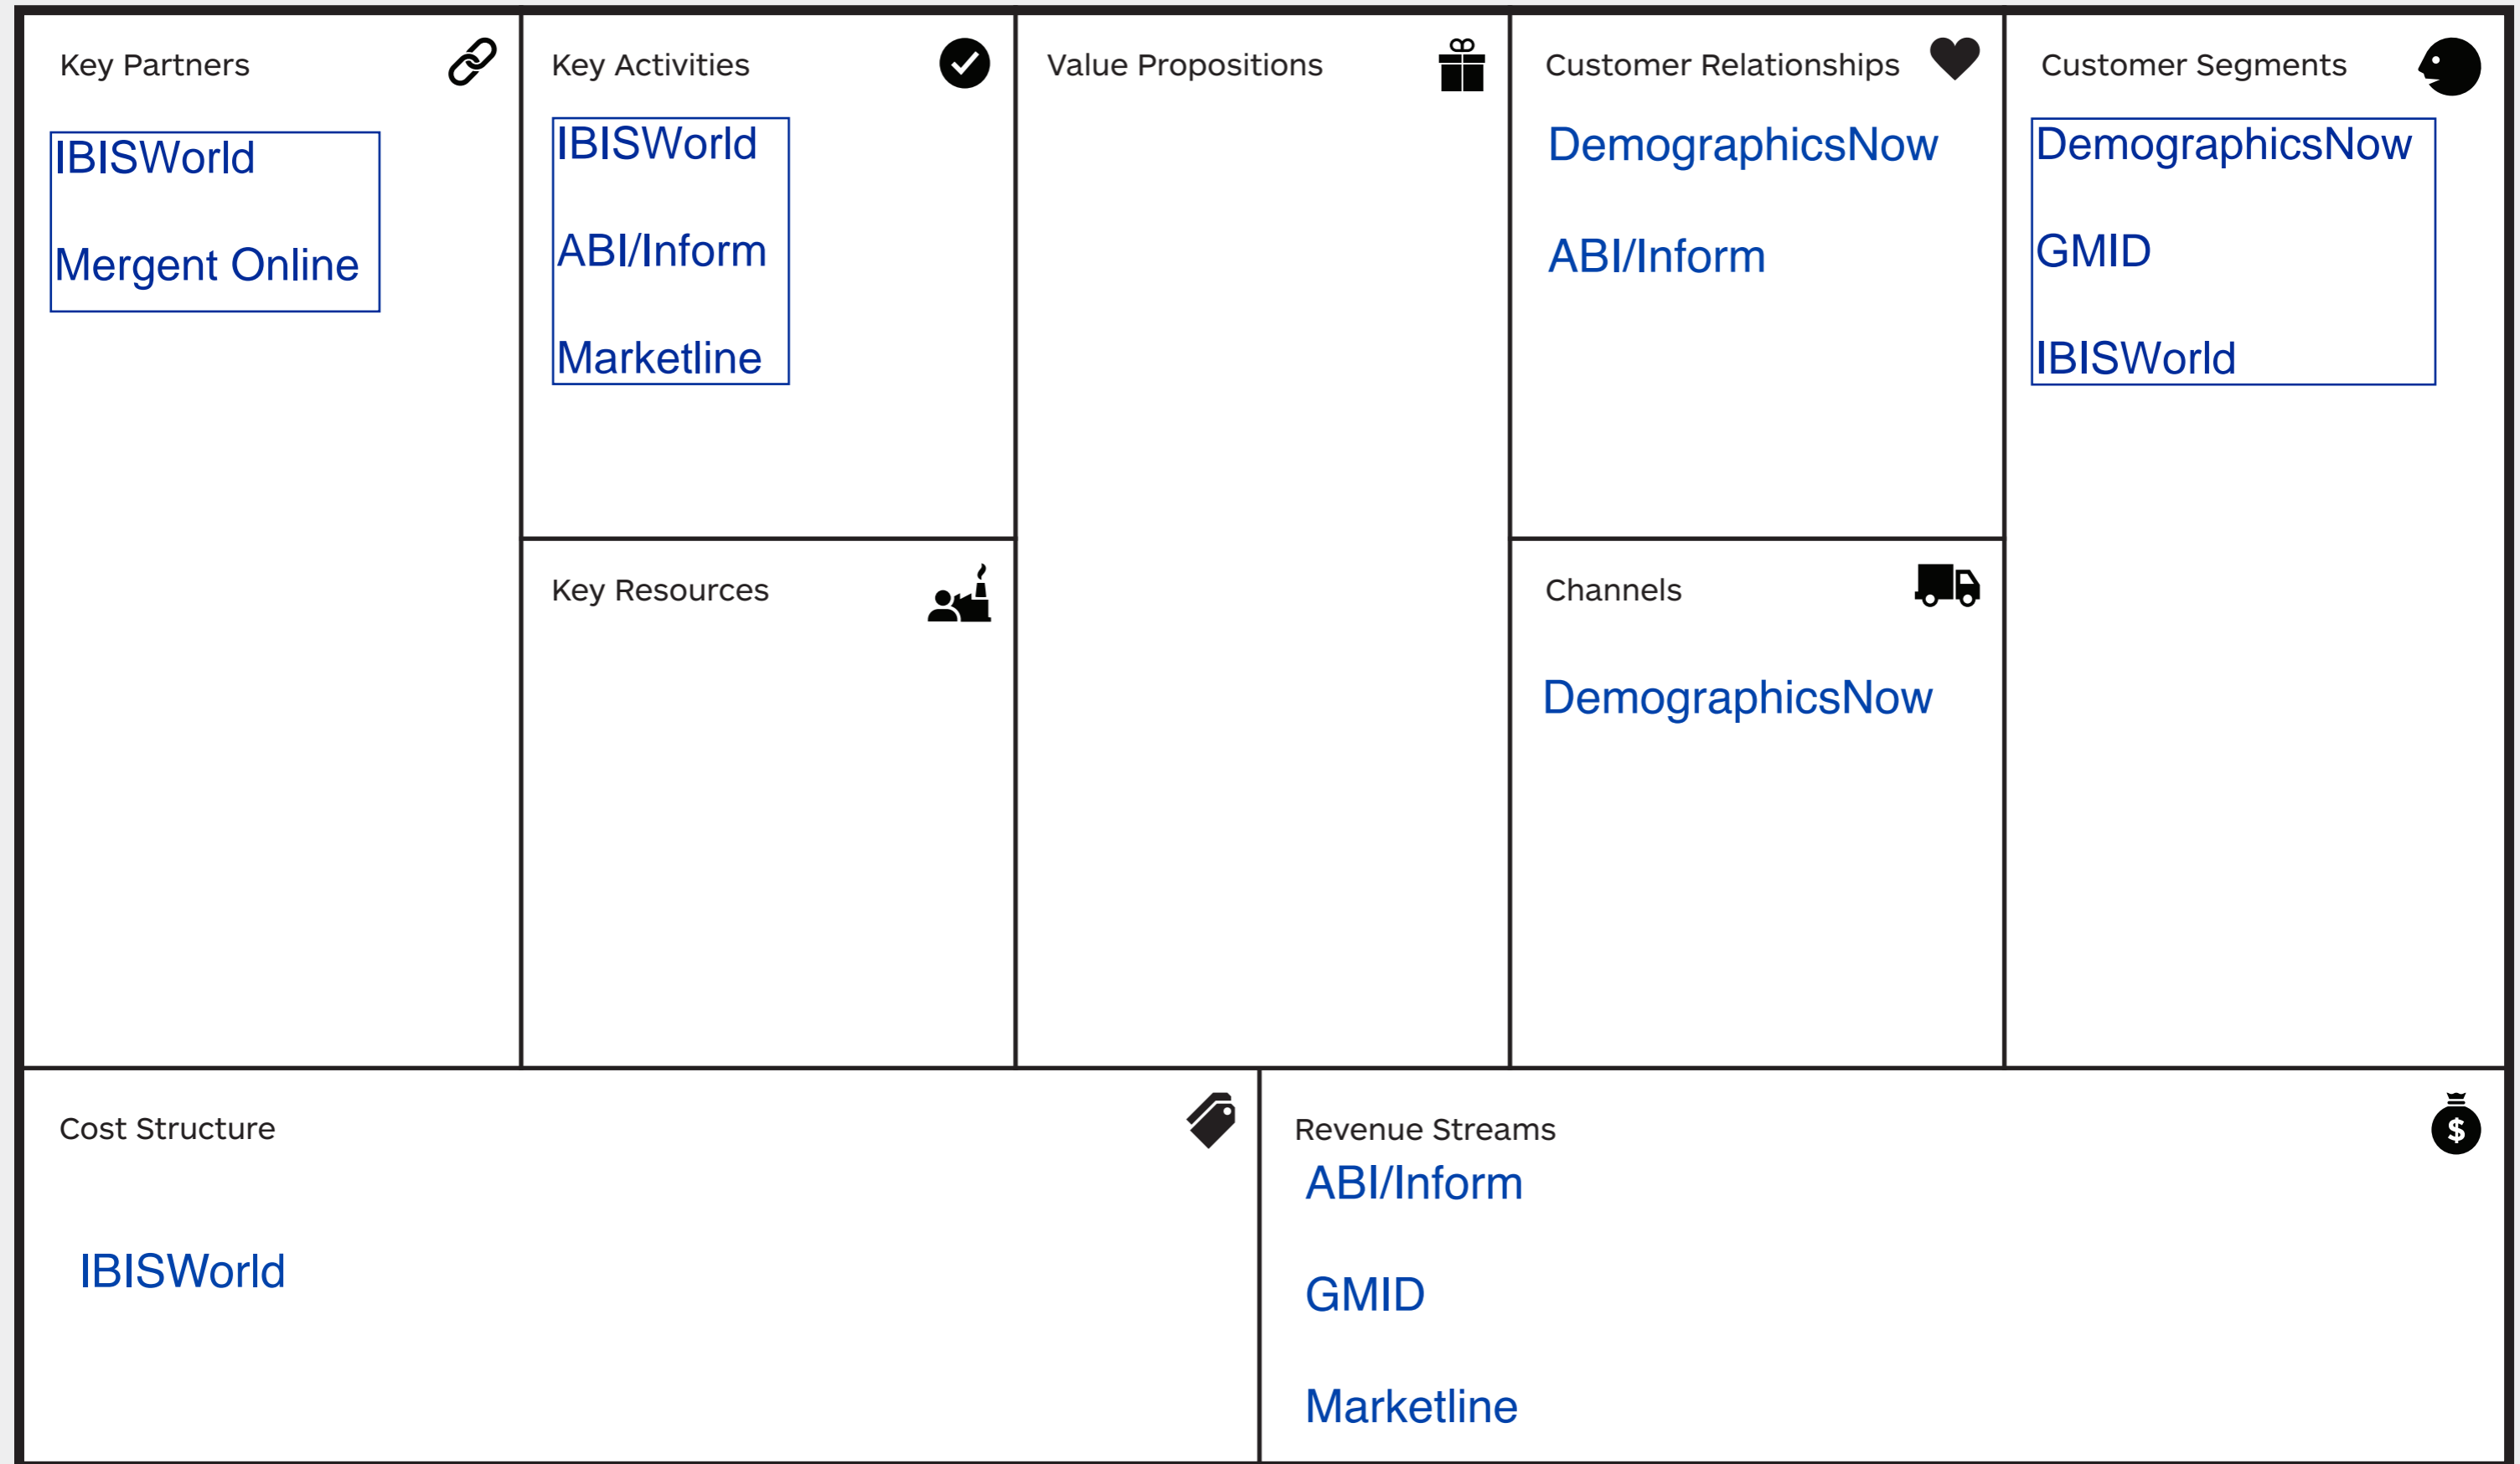 Key Partners
IBISWorld
Mergent Online
Key Activities
IBISWorld
ABI/Inform
Marketline
Key Resources
Value Propositions
Customer Relationships
DemographicsNow
ABI/Inform
Channels
DemographicsNow
Customer Segments
DemographicsNow
GMID
IBISWorld
Cost Structure
IBISWorld
Revenue Streams
$
ABI/Inform
GMID
Marketline